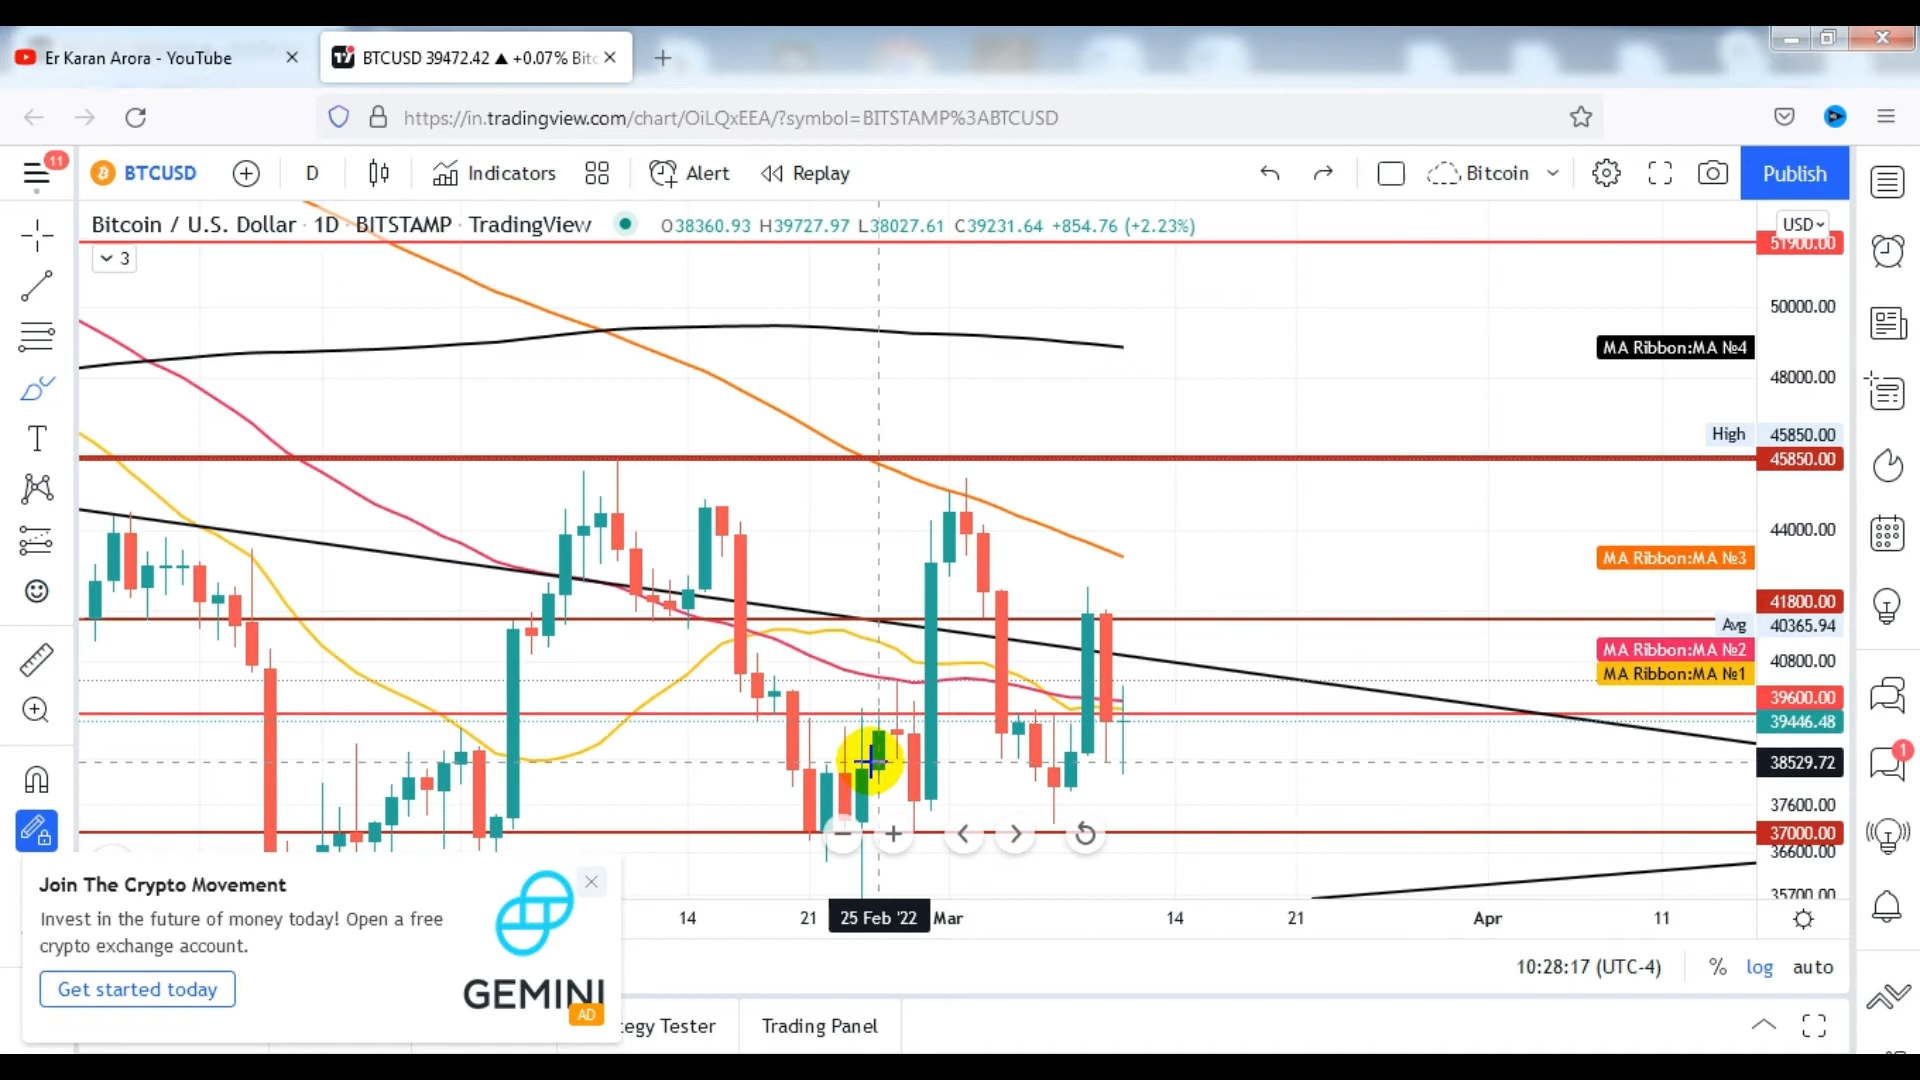 Er Karan Arora - YouTube
BTCUSD 39472.42 ▲ +0.07% Bitc
https://in.tradingview.com/chart/OiLQxEEA/?symbol=BITSTAMP%3ABTCUSD
11
BTCUSD
D
Indicators
Alert
Replay
Bitcoin
Publish
Bitcoin / U.S. Dollar · 1D · BITSTAMP · TradingView
O38360.93 H39727.97 L38027.61 C39231.64 +854.76 (+2.23%)
USD
3
51900.00
50000.00
MA Ribbon:MA №4
48000.00
High 45850.00
45850.00
44000.00
MA Ribbon:MA №3
41800.00
Avg 40365.94
MA Ribbon:MA №2
40800.00
MA Ribbon:MA №1
39600.00
39446.48
1
38529.72
37600.00
37000.00
36600.00
35700.00
14
21
25 Feb '22
Mar
14
21
Apr
11
Join The Crypto Movement
Invest in the future of money today! Open a free
crypto exchange account.
Get started today
GEMINI
AD
10:28:17 (UTC-4)
%
log
auto
tegy Tester
Trading Panel